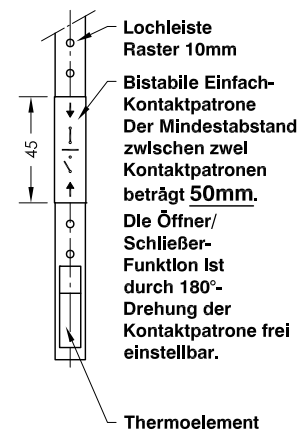 Lochleiste
Raster 10mm
Bistabile Einfach-
Kontaktpatrone
Der Mindestabstand
zwischen zwei
Kontaktpatronen
beträgt 50mm.
Die Öffner/
Schließer-
Funktion ist
durch 180°-
Drehung der
Kontaktpatrone frei
einstellbar.
45
Thermoelement